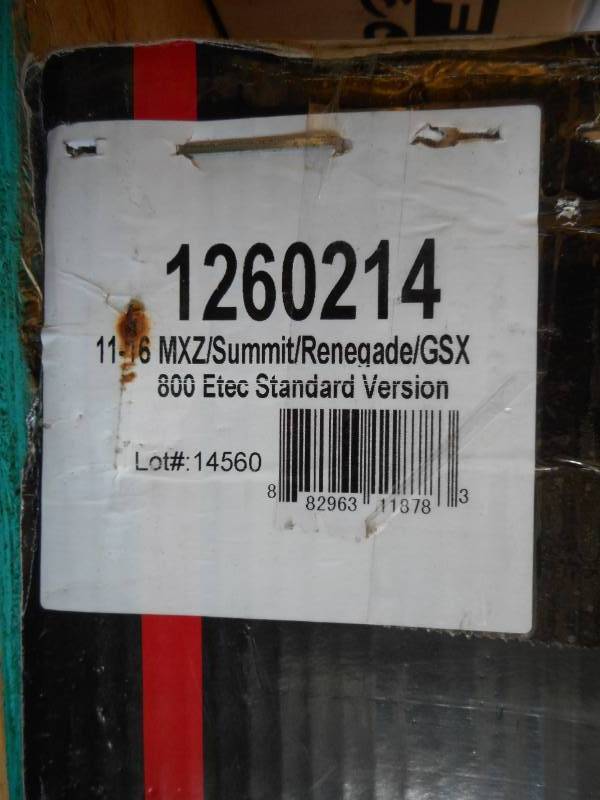 1260214
11-16 MXZ/Summit/Renegade/GSX
800 Etec Standard Version
Lot#:14560
8 82963 11878 3